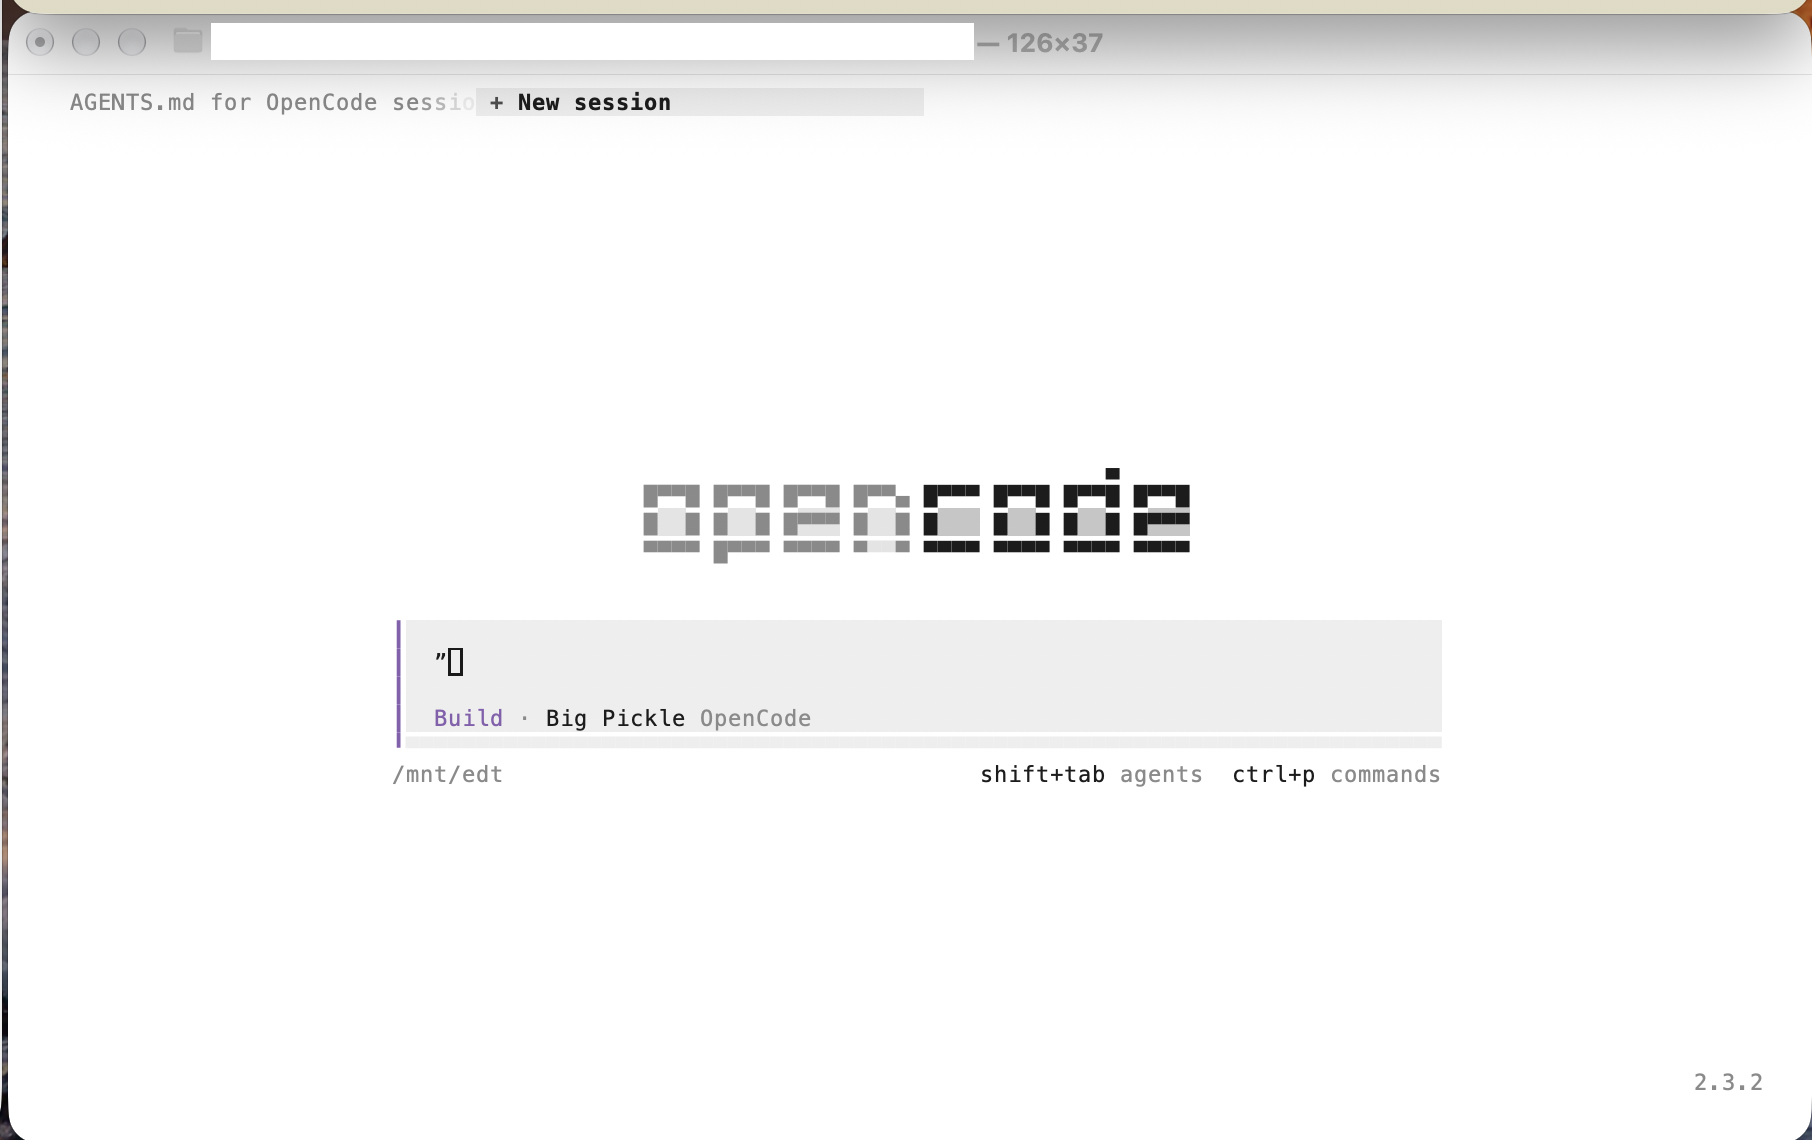 — 126×37
AGENTS.md for OpenCode sessio + New session
opencode
”
Build · Big Pickle OpenCode
/mnt/edt shift+tab agents ctrl+p commands
2.3.2